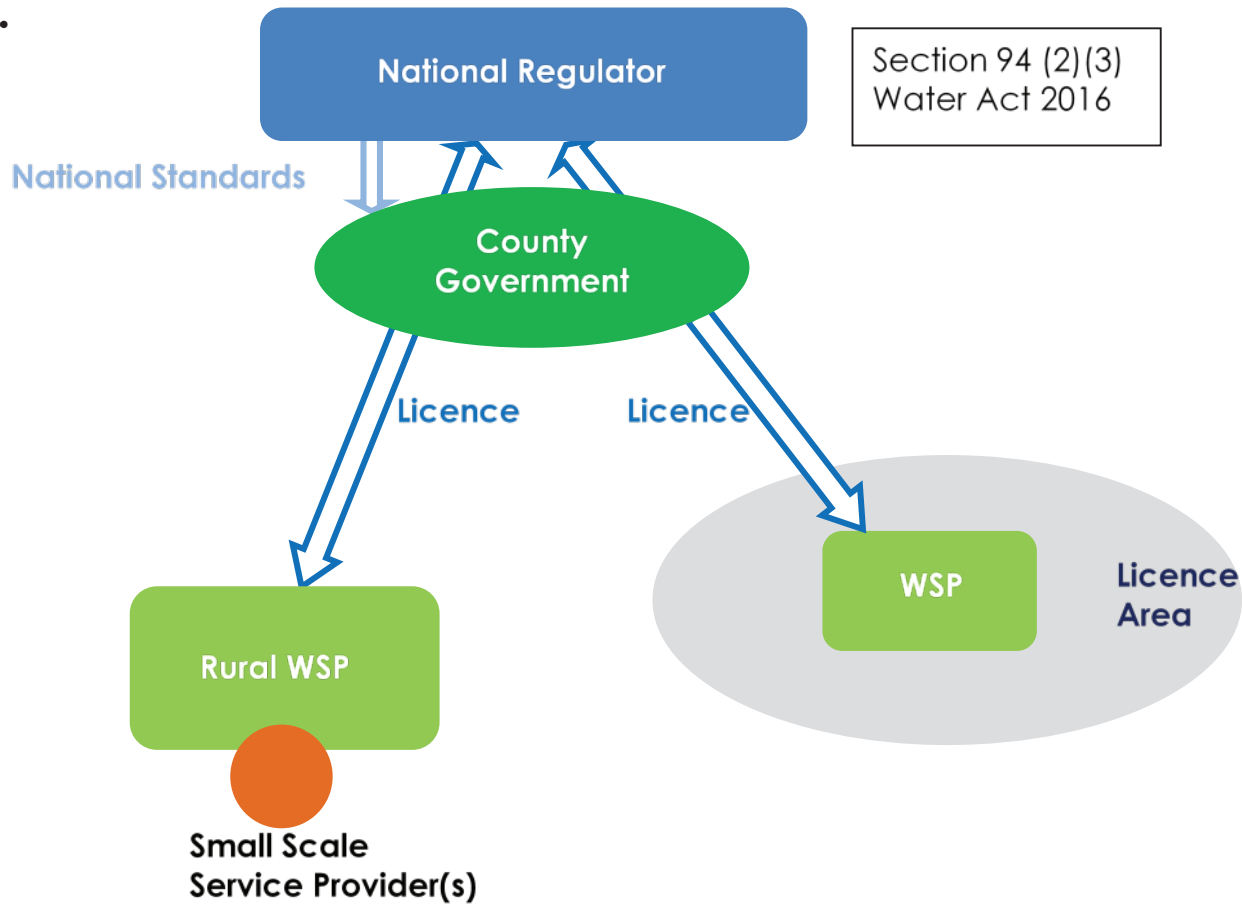 National Regulator
Section 94 (2)(3)
Water Act 2016
National Standards
County
Government
Licence
Licence
WSP
Licence
Area
Rural WSP
Small Scale
Service Provider(s)